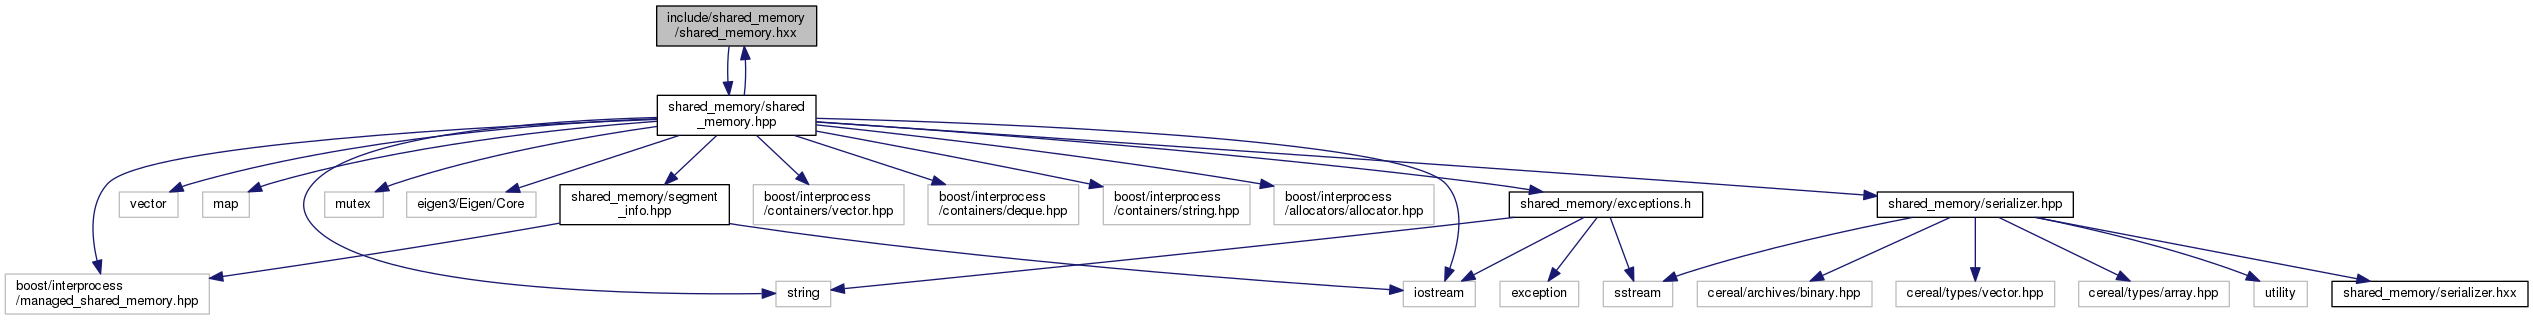 include/shared_memory
/shared_memory.hxx
shared_memory/shared
_memory.hpp
vector
map
mutex
eigen3/Eigen/Core
shared_memory/segment
_info.hpp
boost/interprocess
/containers/vector.hpp
boost/interprocess
/containers/deque.hpp
boost/interprocess
/containers/string.hpp
boost/interprocess
/allocators/allocator.hpp
shared_memory/exceptions.h
shared_memory/serializer.hpp
boost/interprocess
/managed_shared_memory.hpp
string
iostream
exception
sstream
cereal/archives/binary.hpp
cereal/types/vector.hpp
cereal/types/array.hpp
utility
shared_memory/serializer.hxx